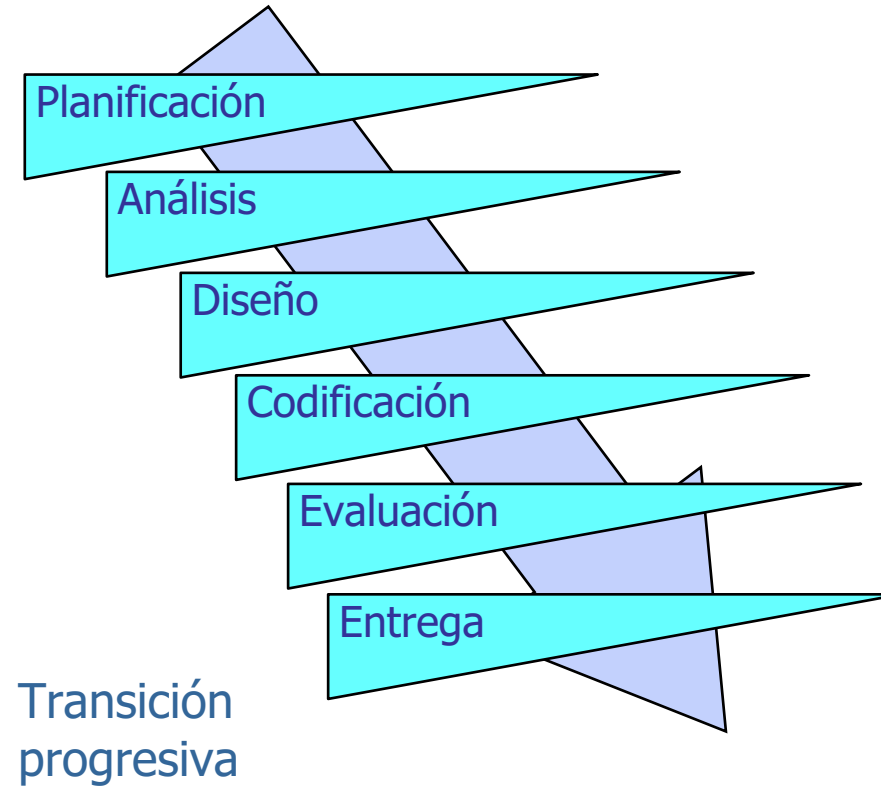 Planificación
Análisis
Diseño
Codificación
Evaluación
Entrega
Transición
progresiva